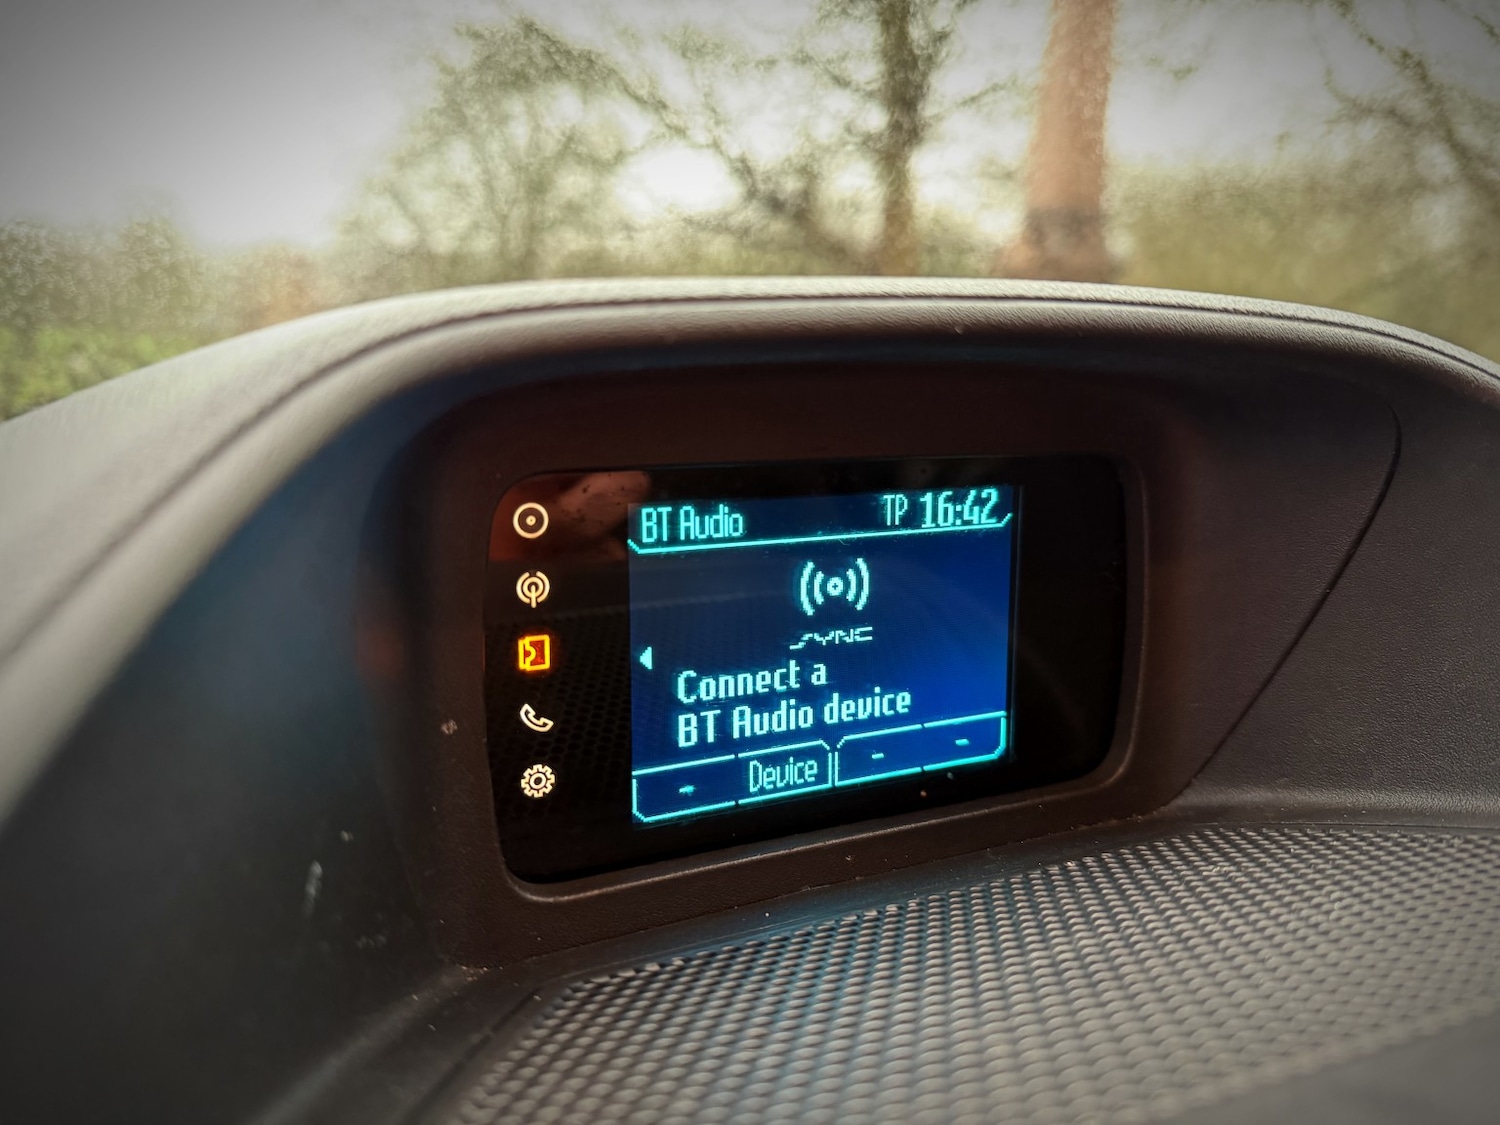 BT Audio TP 16:42
SYNC
Connect a
BT Audio device
- Device - -